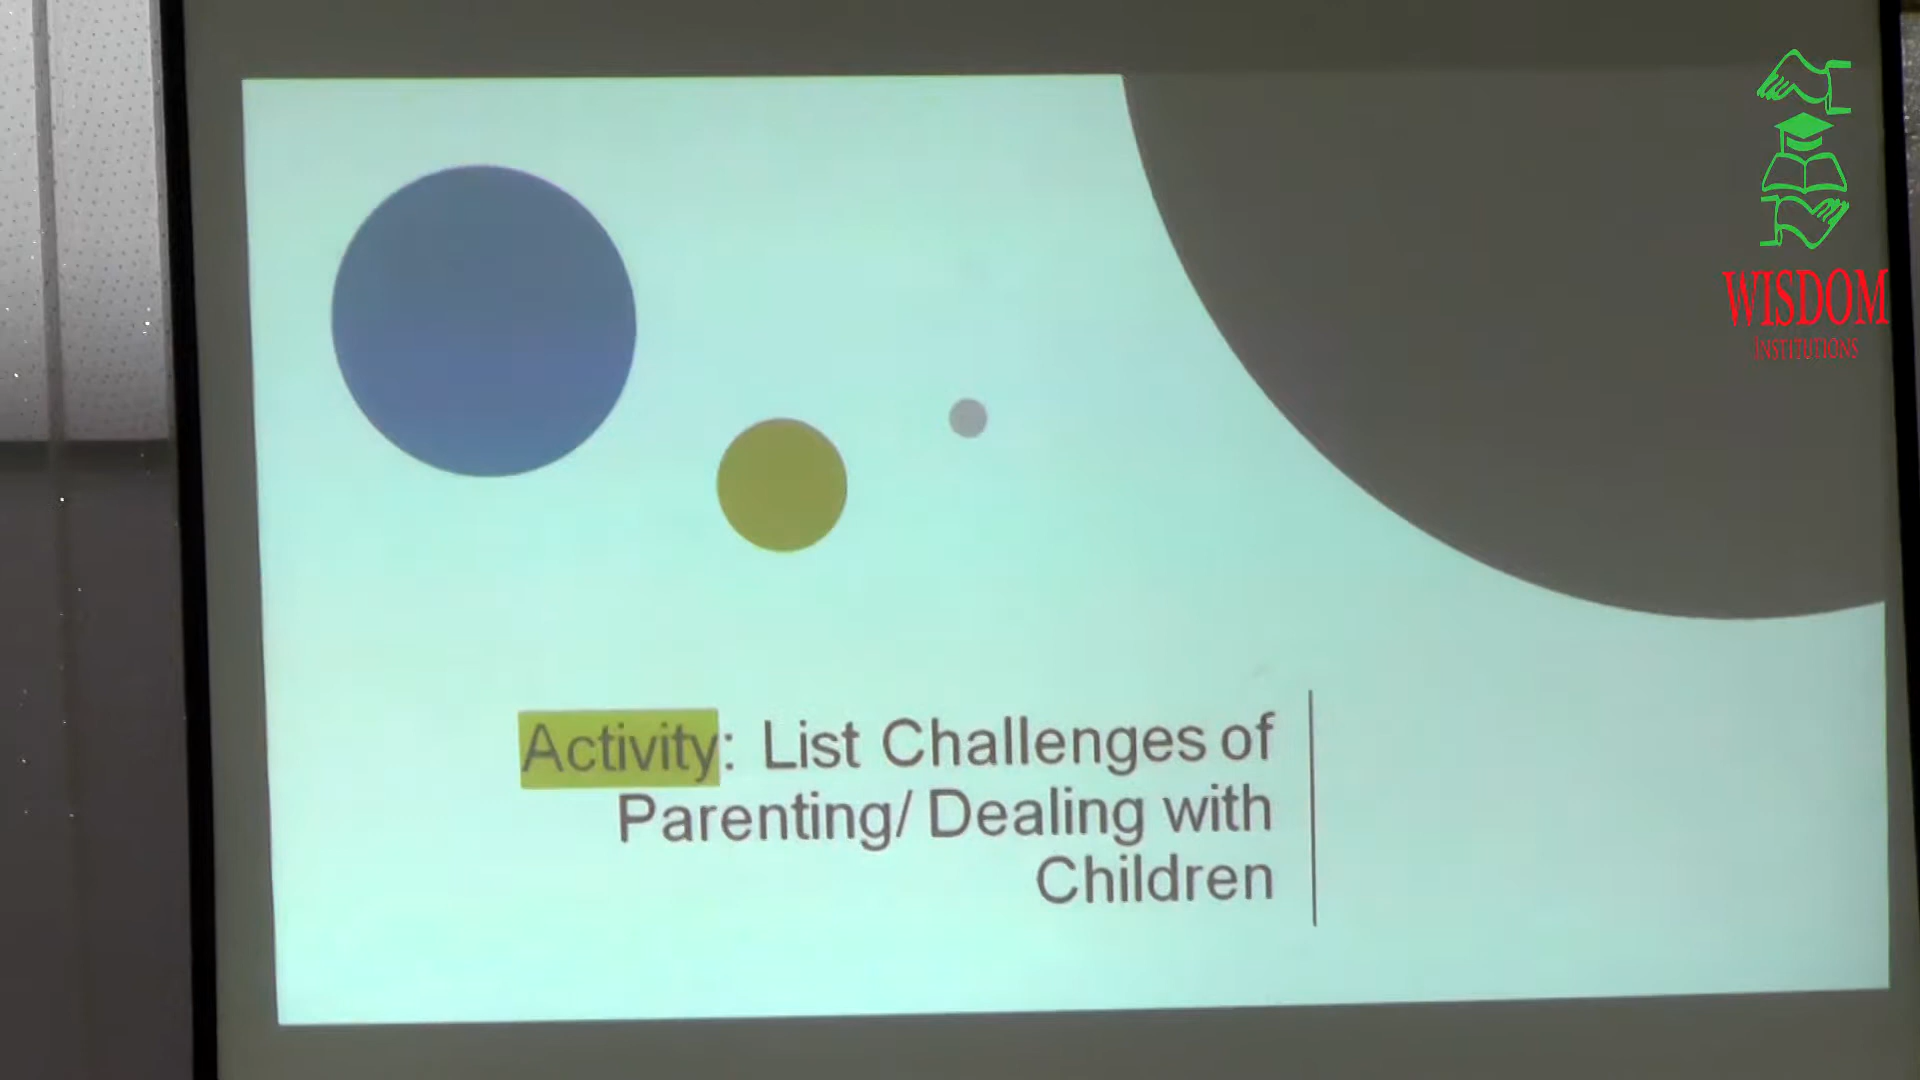 WISDOM
INSTITUTIONS
Activity: List Challenges of
Parenting/ Dealing with
Children